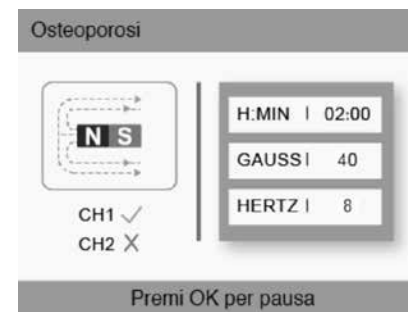 Osteoporosi
N S
CH1 ✓
CH2 X
H:MIN | 02:00
GAUSS | 40
HERTZ | 8
Premi OK per pausa